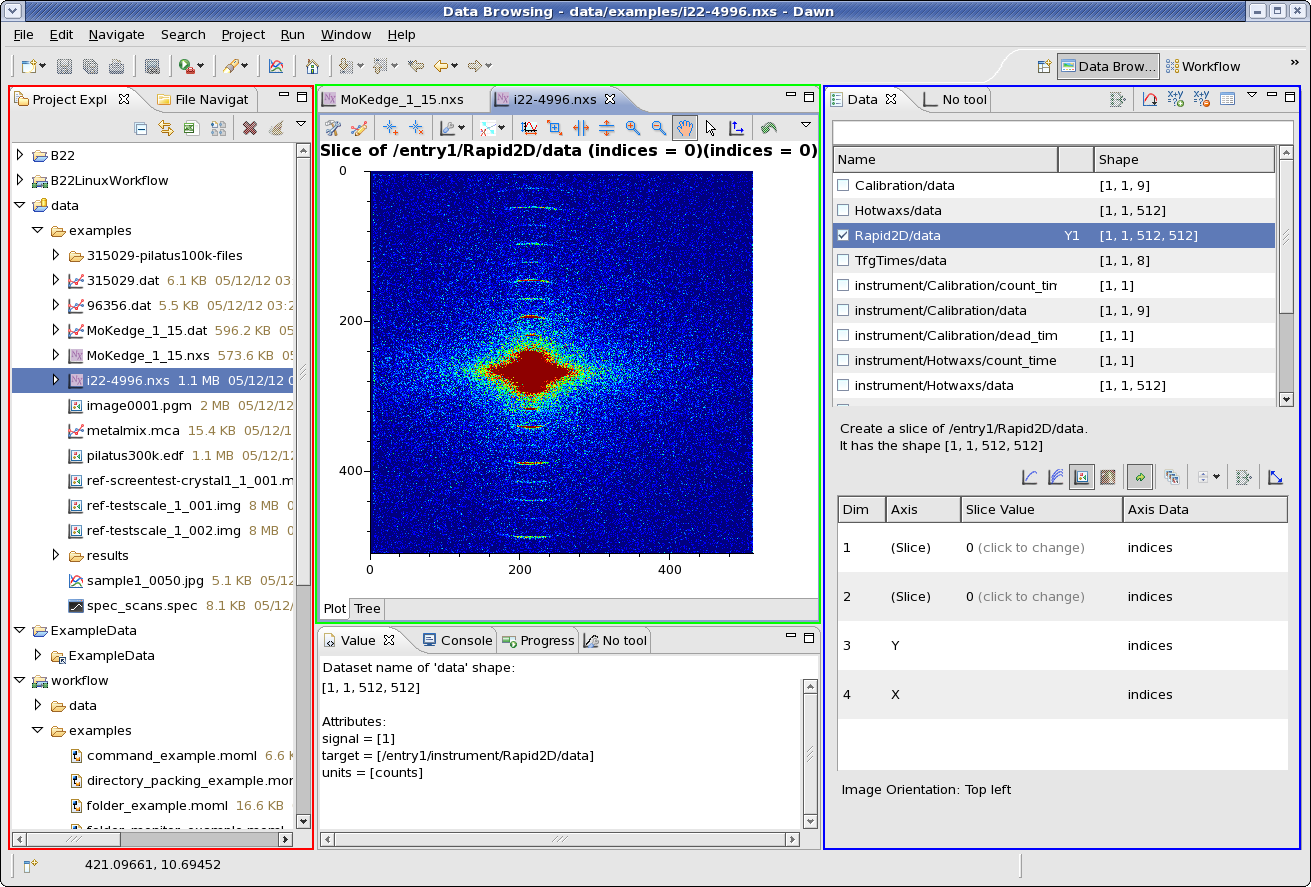 Data Browsing - data/examples/i22-4996.nxs - Dawn
File Edit Navigate Search Project Run Window Help
Data Brow... Workflow
Project Expl
File Navigat
B22
B22LinuxWorkflow
data
examples
315029-pilatus100k-files
315029.dat 6.1 KB 05/12/12 03:
96356.dat 5.5 KB 05/12/12 03:2
MoKedge_1_15.dat 596.2 KB 05
MoKedge_1_15.nxs 573.6 KB 05
i22-4996.nxs 1.1 MB 05/12/12 0
image0001.pgm 2 MB 05/12/12
metalmix.mca 15.4 KB 05/12/1
pilatus300k.edf 1.1 MB 05/12/12
ref-screentest-crystal1_1_001.m
ref-testscale_1_001.img 8 MB 0
ref-testscale_1_002.img 8 MB 0
results
sample1_0050.jpg 5.1 KB 05/12
spec_scans.spec 8.1 KB 05/12/
ExampleData
ExampleData
workflow
data
examples
command_example.moml 6.6 K
directory_packing_example.mor
folder_example.moml 16.6 KB
MoKedge_1_15.nxs
i22-4996.nxs
Slice of /entry1/Rapid2D/data (indices = 0)(indices = 0)
0
200
400
0 200 400
Plot Tree
Value
Console
Progress
No tool
Dataset name of 'data' shape:
[1, 1, 512, 512]
Attributes:
signal = [1]
target = [/entry1/instrument/Rapid2D/data]
units = [counts]
Data
No tool
Name Shape
Calibration/data [1, 1, 9]
Hotwaxs/data [1, 1, 512]
Rapid2D/data Y1 [1, 1, 512, 512]
TfgTimes/data [1, 1, 8]
instrument/Calibration/count_tim [1, 1]
instrument/Calibration/data [1, 1, 9]
instrument/Calibration/dead_tim [1, 1]
instrument/Hotwaxs/count_time [1, 1]
instrument/Hotwaxs/data [1, 1, 512]
Create a slice of /entry1/Rapid2D/data.
It has the shape [1, 1, 512, 512]
Dim Axis Slice Value Axis Data
1 (Slice) 0 (click to change) indices
2 (Slice) 0 (click to change) indices
3 Y indices
4 X indices
Image Orientation: Top left
421.09661, 10.69452